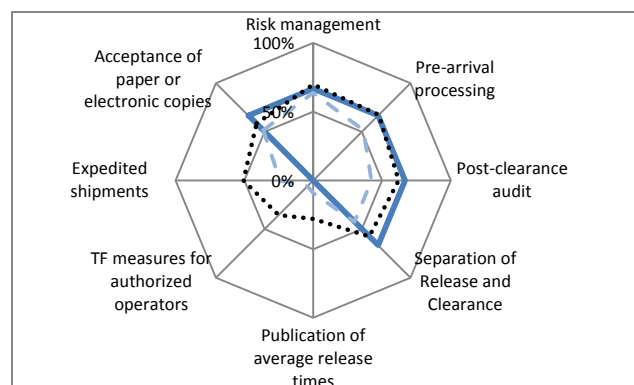 Risk management
100%
Acceptance of
paper or
electronic copies
Pre-arrival
processing
50%
Expedited
shipments
0%
Post-clearance
audit
TF measures for
authorized
operators
Separation of
Release and
Clearance
Publication of
average release
times